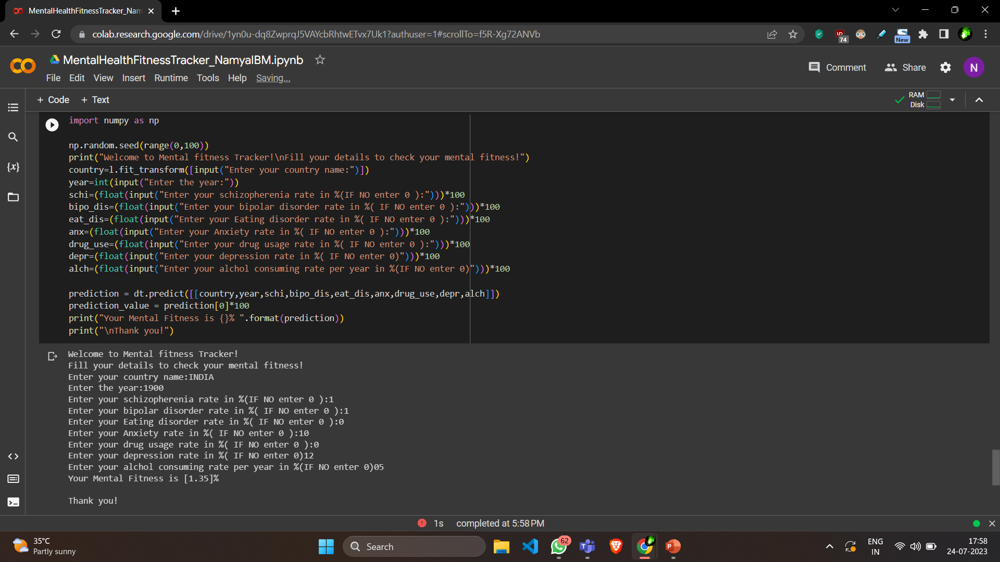 MentalHealthFitnessTracker_Nam
colab.research.google.com/drive/1yn0u-dq8ZwprqJ5VAYcbRhtwETvx7Uk1?authuser=1#scrollTo=f5R-Xg72ANVb
74
New
MentalHealthFitnessTracker_NamyaIBM.ipynb
Comment
Share
N
File Edit View Insert Runtime Tools Help Saving...
+ Code + Text
RAM
Disk
{x}
import numpy as np
np.random.seed(range(0,100))
print("Welcome to Mental fitness Tracker!\nFill your details to check your mental fitness!")
country=l.fit_transform([input("Enter your country name:")])
year=int(input("Enter the year:"))
schi=(float(input("Enter your schizopherenia rate in %(IF NO enter 0 ):")))*100
bipo_dis=(float(input("Enter your bipolar disorder rate in %( IF NO enter 0 ):")))*100
eat_dis=(float(input("Enter your Eating disorder rate in %( IF NO enter 0 ):")))*100
anx=(float(input("Enter your Anxiety rate in %( IF NO enter 0 ):")))*100
drug_use=(float(input("Enter your drug usage rate in %( IF NO enter 0 ):")))*100
depr=(float(input("Enter your depression rate in %( IF NO enter 0)")))*100
alch=(float(input("Enter your alchol consuming rate per year in %(IF NO enter 0)")))*100
prediction = dt.predict([[country,year,schi,bipo_dis,eat_dis,anx,drug_use,depr,alch]])
prediction_value = prediction[0]*100
print("Your Mental Fitness is {}% ".format(prediction))
print("\nThank you!")
Welcome to Mental fitness Tracker!
Fill your details to check your mental fitness!
Enter your country name:INDIA
Enter the year:1900
Enter your schizopherenia rate in %(IF NO enter 0 ):1
Enter your bipolar disorder rate in %( IF NO enter 0 ):1
Enter your Eating disorder rate in %( IF NO enter 0 ):0
Enter your Anxiety rate in %( IF NO enter 0 ):10
Enter your drug usage rate in %( IF NO enter 0 ):0
Enter your depression rate in %( IF NO enter 0)12
Enter your alchol consuming rate per year in %(IF NO enter 0)05
Your Mental Fitness is [1.35]%
Thank you!
1s completed at 5:58 PM
35°C
Partly sunny
Search
62
ENG
IN
17:58
24-07-2023